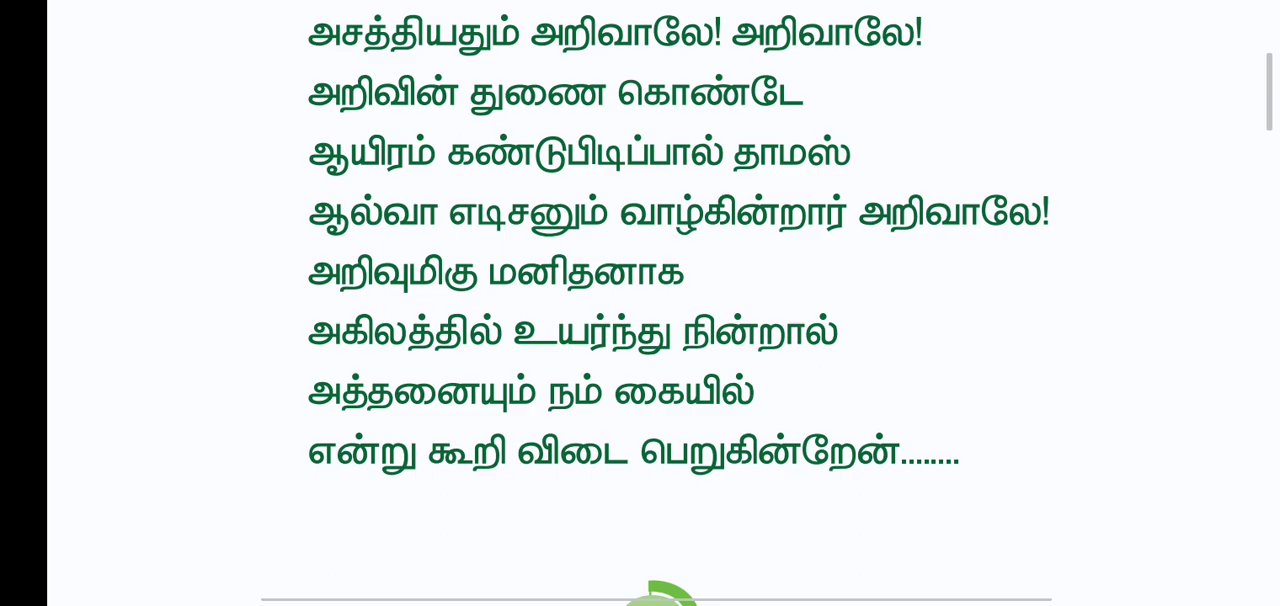 அசத்தியதும் அறிவாலே! அறிவாலே!
அறிவின் துணை கொண்டே
ஆயிரம் கண்டுபிடிப்பால் தாமஸ்
ஆல்வா எடிசனும் வாழ்கின்றார் அறிவாலே!
அறிவுமிகு மனிதனாக
அகிலத்தில் உயர்ந்து நின்றால்
அத்தனையும் நம் கையில்
என்று கூறி விடை பெறுகின்றேன்........